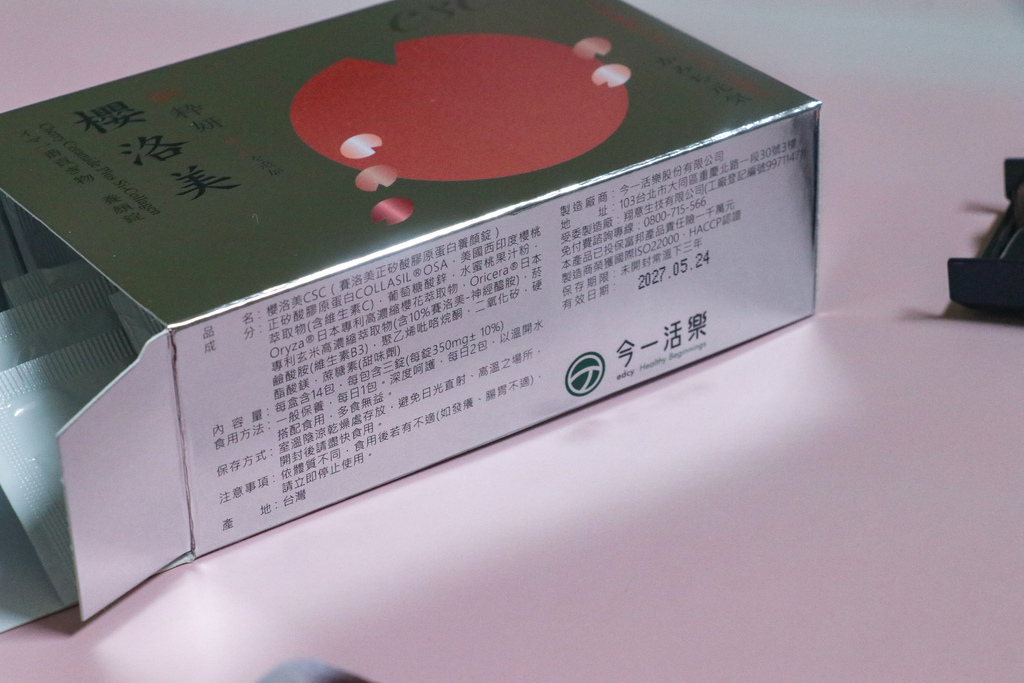 CSC
櫻洛美
粹妍
品　　名：櫻洛美CSC（賽洛美正矽酸膠原蛋白養顏錠）
成　　分：正矽酸膠原蛋白COLLASIL®OSA、美國西印度櫻桃
萃取物(含維生素C)、葡萄糖酸鋅、水蜜桃果汁粉、
Oryza®日本專利高濃縮櫻花萃取物、Oricera®日本
專利玄米高濃縮萃取物(含10%賽洛美-神經醯胺)、菸
鹼醯胺(維生素B3)、聚乙烯吡咯烷酮、二氧化矽、硬
酯酸鎂、蔗糖素(甜味劑)
內 容 量：每盒含14包，每包含三錠(每錠350mg± 10%)
食用方法：一般保養，每日1包。深度呵護，每日2包，以溫開水
搭配食用，多食無益。
保存方式：室溫陰涼乾燥處存放，避免日光直射、高溫之場所，
開封後請盡快食用。
注意事項：依體質不同，食用後若有不適(如發癢、腸胃不適)，
請立即停止使用。
產　　地：台灣
製造廠商：今一活樂股份有限公司
地　　址：103台北市大同區重慶北路一段30號3樓
受委製造廠：翔意生技有限公司(工廠登記編號99711471)
免付費諮詢專線：0800-715-566
本產品已投保富邦產品責任險一千萬元
製造商榮獲國際ISO22000、HACCP認證
保存期限：未開封常溫下三年
有效日期：2027.05.24
今一活樂
edcy Healthy Beginnings